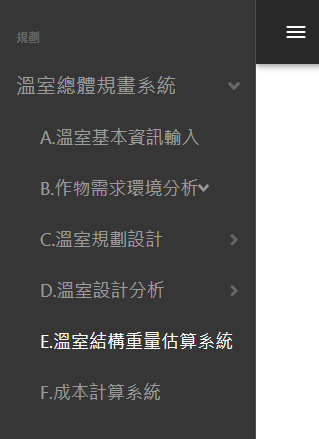 規劃
溫室總體規畫系統
A.溫室基本資訊輸入
B.作物需求環境分析
C.溫室規劃設計
D.溫室設計分析
E.溫室結構重量估算系統
F.成本計算系統